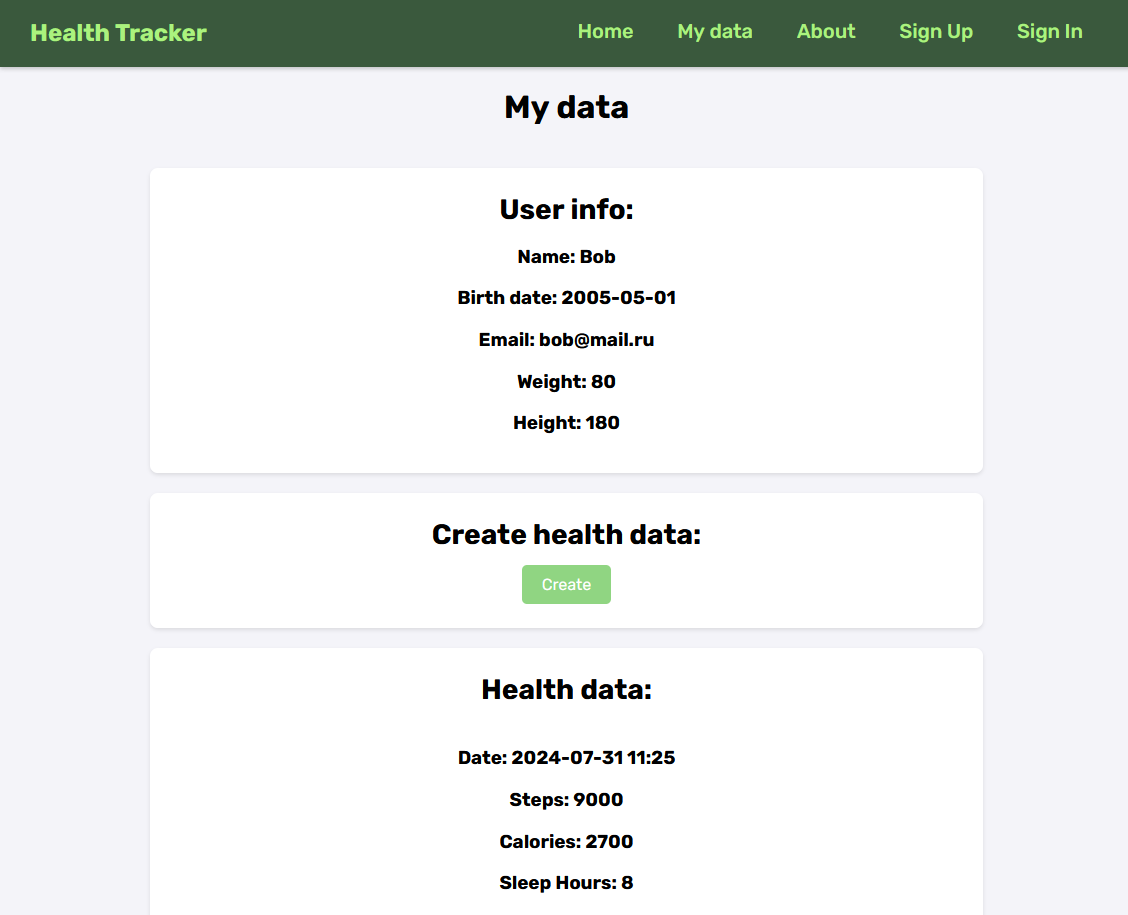 Health Tracker Home My data About Sign Up Sign In
My data
User info:
Name: Bob
Birth date: 2005-05-01
Email: bob@mail.ru
Weight: 80
Height: 180
Create health data:
Create
Health data:
Date: 2024-07-31 11:25
Steps: 9000
Calories: 2700
Sleep Hours: 8